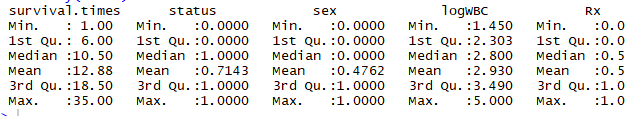 survival.times status sex logWBC Rx
Min. : 1.00 Min. :0.0000 Min. :0.0000 Min. :1.450 Min. :0.0
1st Qu.: 6.00 1st Qu.:0.0000 1st Qu.:0.0000 1st Qu.:2.303 1st Qu.:0.0
Median :10.50 Median :1.0000 Median :0.0000 Median :2.800 Median :0.5
Mean :12.88 Mean :0.7143 Mean :0.4762 Mean :2.930 Mean :0.5
3rd Qu.:18.50 3rd Qu.:1.0000 3rd Qu.:1.0000 3rd Qu.:3.490 3rd Qu.:1.0
Max. :35.00 Max. :1.0000 Max. :1.0000 Max. :5.000 Max. :1.0